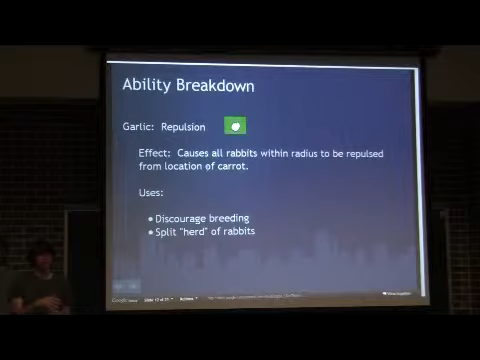 Ability Breakdown
Garlic: Repulsion
Effect: Causes all rabbits within radius to be repulsed
from location of carrot.
Uses:
• Discourage breeding
• Split "herd" of rabbits